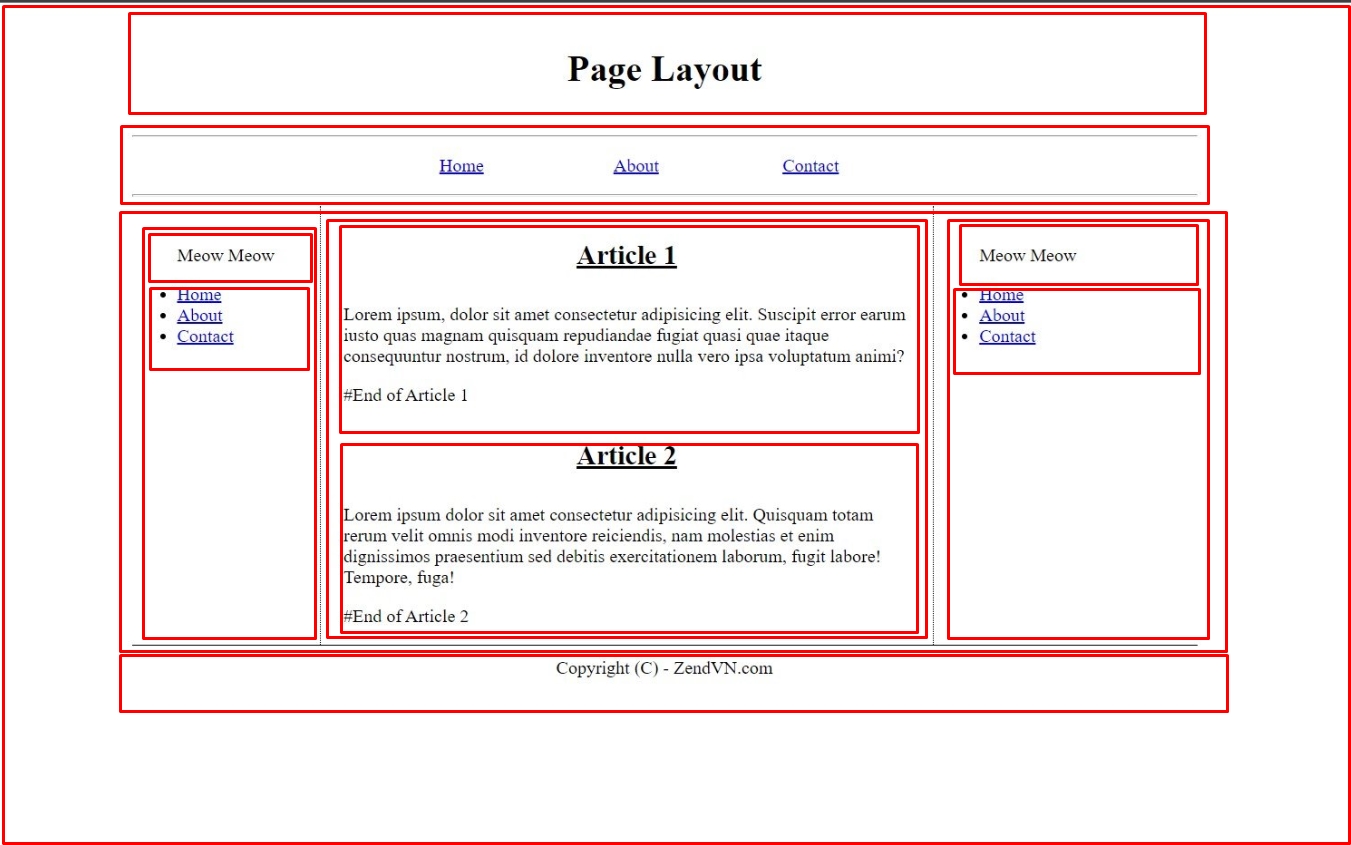 Page Layout
Home About Contact
Meow Meow
Home
About
Contact
Article 1
Lorem ipsum, dolor sit amet consectetur adipisicing elit. Suscipit error earum
iusto quas magnam quisquam repudiandae fugiat quasi quae itaque
consequuntur nostrum, id dolore inventore nulla vero ipsa voluptatum animi?
#End of Article 1
Article 2
Lorem ipsum dolor sit amet consectetur adipisicing elit. Quisquam totam
rerum velit omnis modi inventore reiciendis, nam molestias et enim
dignissimos praesentium sed debitis exercitationem laborum, fugit labore!
Tempore, fuga!
#End of Article 2
Meow Meow
Home
About
Contact
Copyright (C) - ZendVN.com